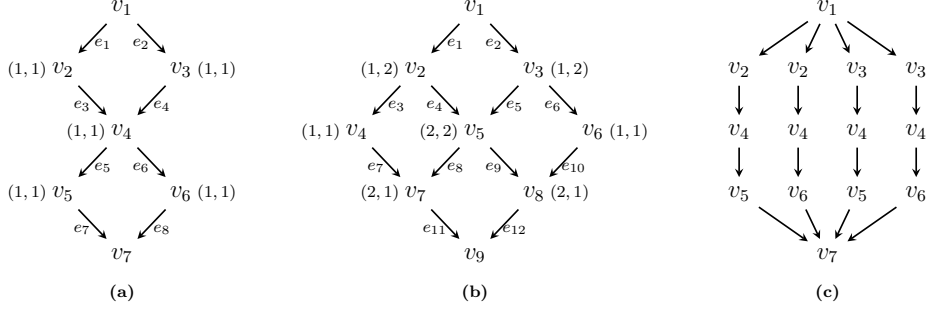 v₁
e₁ e₂
(1, 1) v₂ v₃ (1, 1)
e₃ e₄
(1, 1) v₄
e₅ e₆
(1, 1) v₅ v₆ (1, 1)
e₇ e₈
v₇
(a)
v₁
e₁ e₂
(1, 2) v₂ v₃ (1, 2)
e₃ e₄ e₅ e₆
(1, 1) v₄ (2, 2) v₅ v₆ (1, 1)
e₇ e₈ e₉ e₁₀
(2, 1) v₇ v₈ (2, 1)
e₁₁ e₁₂
v₉
(b)
v₁
v₂ v₂ v₃ v₃
v₄ v₄ v₄ v₄
v₅ v₆ v₅ v₆
v₇
(c)